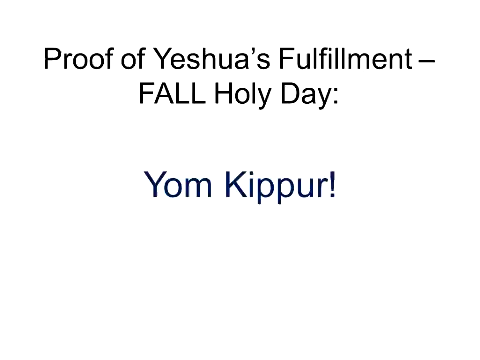 Proof of Yeshua’s Fulfillment –
FALL Holy Day:
Yom Kippur!